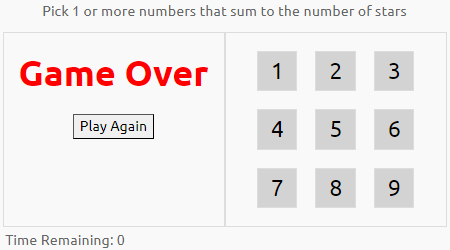 Pick 1 or more numbers that sum to the number of stars
Game Over
Play Again
1 2 3
4 5 6
7 8 9
Time Remaining: 0